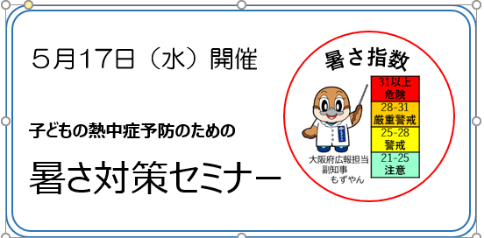 ５月17日（水）開催
子どもの熱中症予防のための
暑さ対策セミナー
暑さ指数
31以上
危険
28-31
厳重警戒
25-28
警戒
21-25
注意
大阪府広報担当
副知事
もずやん